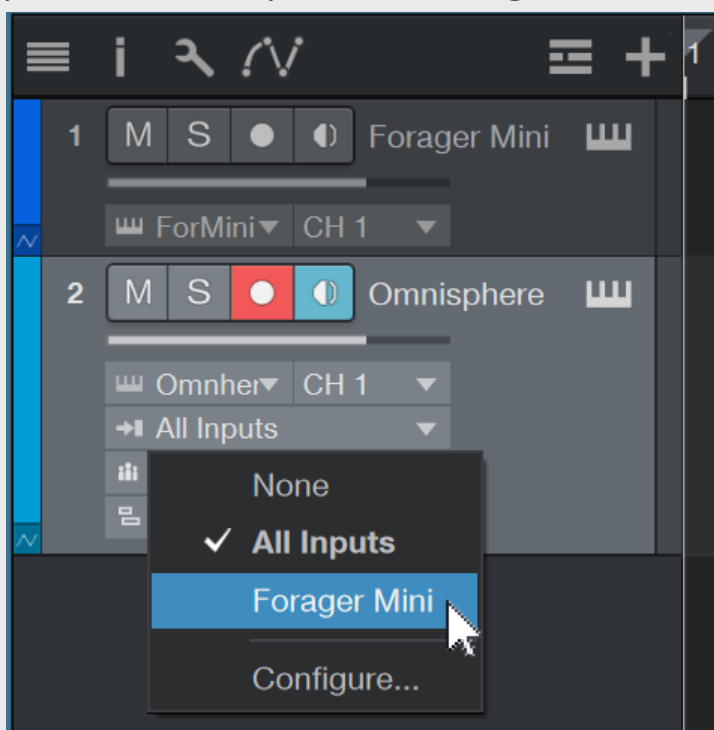 1
1 M S Forager Mini
ForMini CH 1
2 M S Omnisphere
Omnher CH 1
All Inputs
None
All Inputs
Forager Mini
Configure...